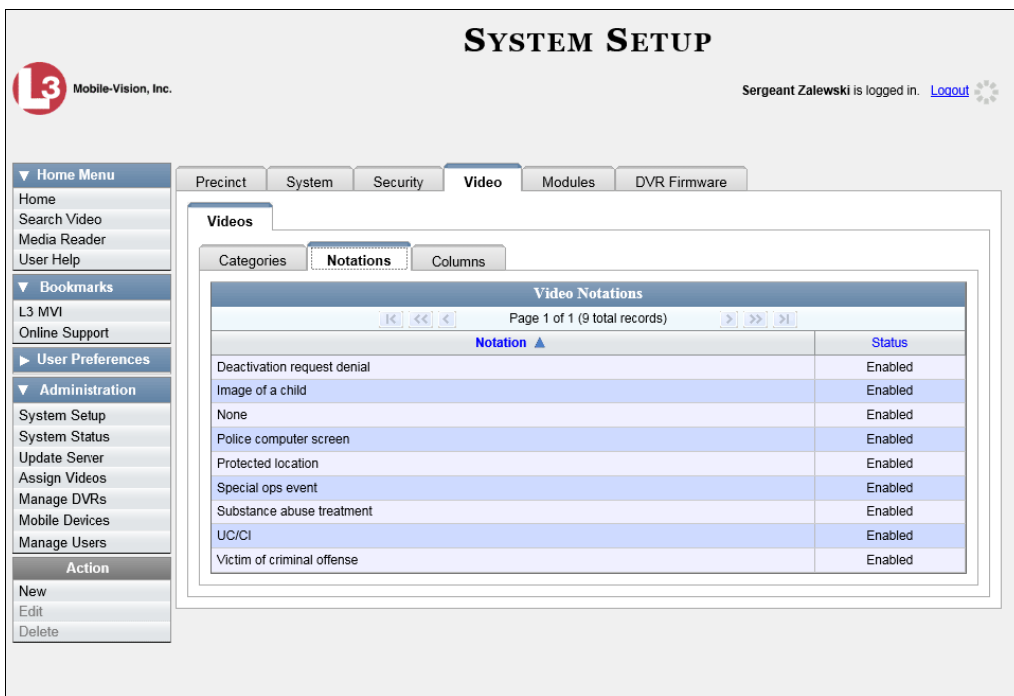 SYSTEM SETUP
L3 Mobile-Vision, Inc.
Sergeant Zalewski is logged in. Logout
▼ Home Menu
Home
Search Video
Media Reader
User Help
▼ Bookmarks
L3 MVI
Online Support
▶ User Preferences
▼ Administration
System Setup
System Status
Update Server
Assign Videos
Manage DVRs
Mobile Devices
Manage Users
Action
New
Edit
Delete
Precinct System Security Video Modules DVR Firmware
Videos
Categories Notations Columns
Video Notations
|< << < Page 1 of 1 (9 total records) > >> >|
Notation ▲ Status
Deactivation request denial Enabled
Image of a child Enabled
None Enabled
Police computer screen Enabled
Protected location Enabled
Special ops event Enabled
Substance abuse treatment Enabled
UC/CI Enabled
Victim of criminal offense Enabled